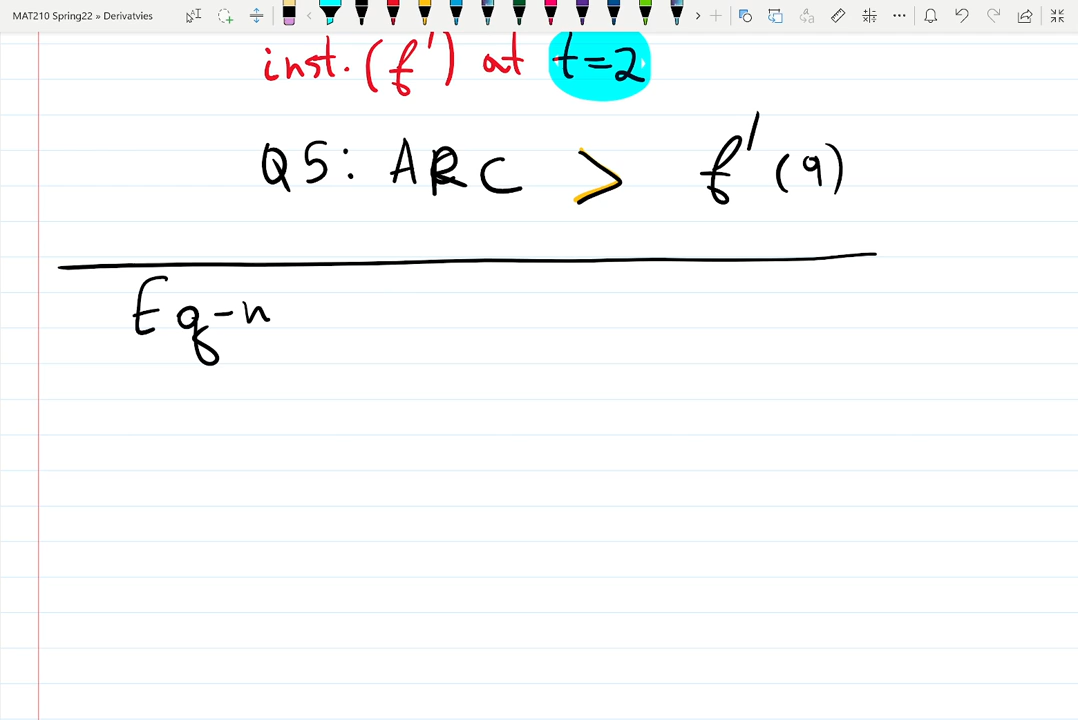 MAT210 Spring22 » Derivatvies
inst. (f') at t=2
Q5: ARC > f'(9)
Eq-n